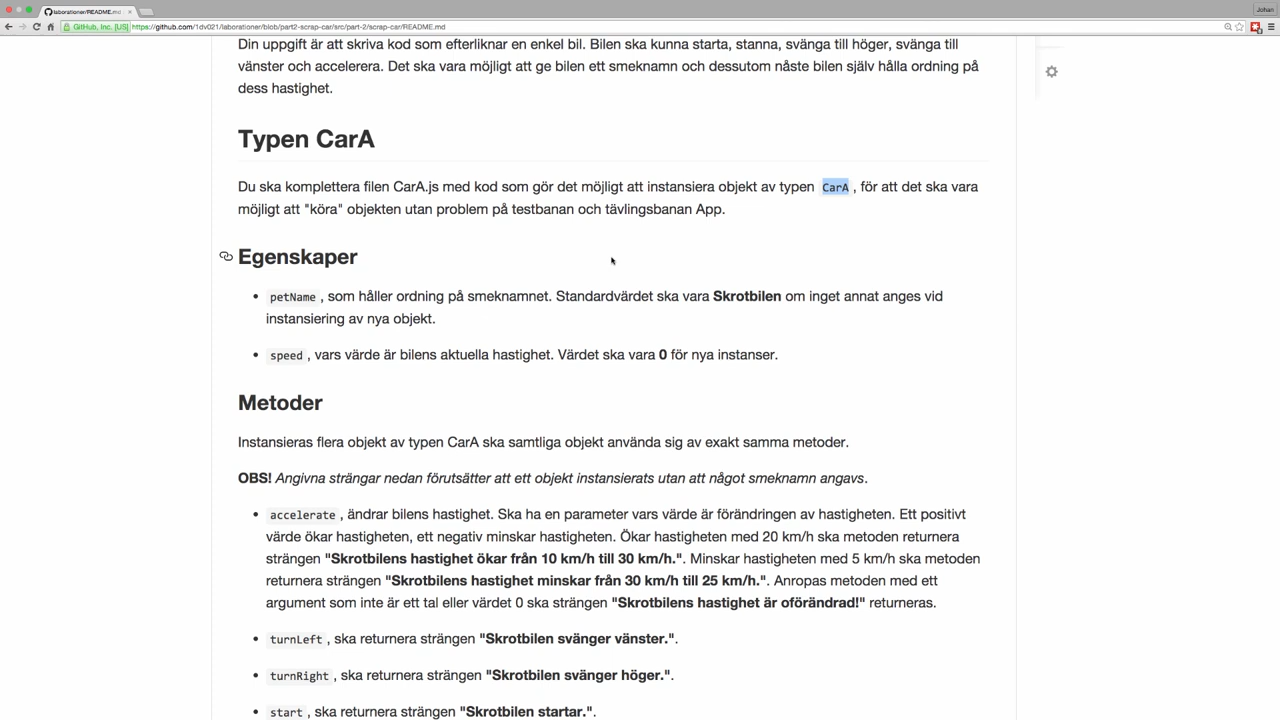 laborationer/README.md
Johan
GitHub, Inc. [US] https://github.com/1dv021/laborationer/blob/part2-scrap-car/src/part-2/scrap-car/README.md
Din uppgift är att skriva kod som efterliknar en enkel bil. Bilen ska kunna starta, stanna, svänga till höger, svänga till
vänster och accelerera. Det ska vara möjligt att ge bilen ett smeknamn och dessutom nåste bilen själv hålla ordning på
dess hastighet.
Typen CarA
Du ska komplettera filen CarA.js med kod som gör det möjligt att instansiera objekt av typen CarA , för att det ska vara
möjligt att "köra" objekten utan problem på testbanan och tävlingsbanan App.
Egenskaper
• petName , som håller ordning på smeknamnet. Standardvärdet ska vara Skrotbilen om inget annat anges vid
instansiering av nya objekt.
• speed , vars värde är bilens aktuella hastighet. Värdet ska vara 0 för nya instanser.
Metoder
Instansieras flera objekt av typen CarA ska samtliga objekt använda sig av exakt samma metoder.
OBS! Angivna strängar nedan förutsätter att ett objekt instansierats utan att något smeknamn angavs.
• accelerate , ändrar bilens hastighet. Ska ha en parameter vars värde är förändringen av hastigheten. Ett positivt
värde ökar hastigheten, ett negativ minskar hastigheten. Ökar hastigheten med 20 km/h ska metoden returnera
strängen "Skrotbilens hastighet ökar från 10 km/h till 30 km/h.". Minskar hastigheten med 5 km/h ska metoden
returnera strängen "Skrotbilens hastighet minskar från 30 km/h till 25 km/h.". Anropas metoden med ett
argument som inte är ett tal eller värdet 0 ska strängen "Skrotbilens hastighet är oförändrad!" returneras.
• turnLeft , ska returnera strängen "Skrotbilen svänger vänster.".
• turnRight , ska returnera strängen "Skrotbilen svänger höger.".
• start , ska returnera strängen "Skrotbilen startar.".